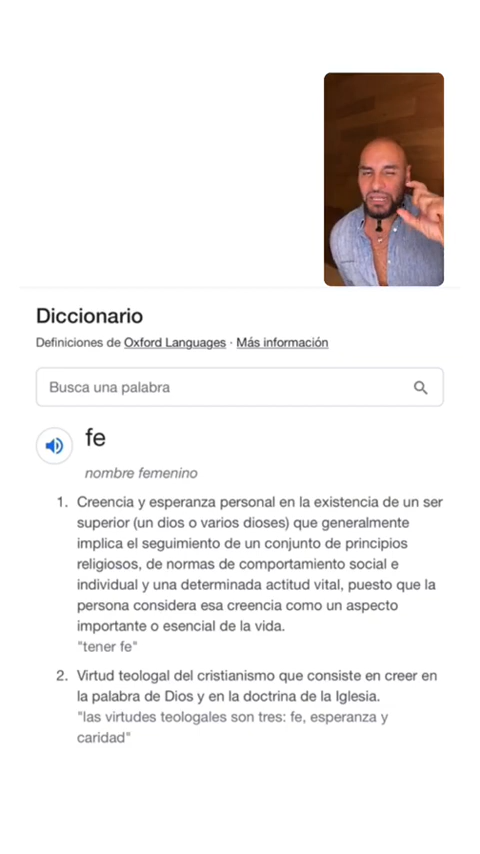 Diccionario
Definiciones de Oxford Languages · Más información
Busca una palabra
fe
nombre femenino
1. Creencia y esperanza personal en la existencia de un ser
superior (un dios o varios dioses) que generalmente
implica el seguimiento de un conjunto de principios
religiosos, de normas de comportamiento social e
individual y una determinada actitud vital, puesto que la
persona considera esa creencia como un aspecto
importante o esencial de la vida.
"tener fe"
2. Virtud teologal del cristianismo que consiste en creer en
la palabra de Dios y en la doctrina de la Iglesia.
"las virtudes teologales son tres: fe, esperanza y
caridad"